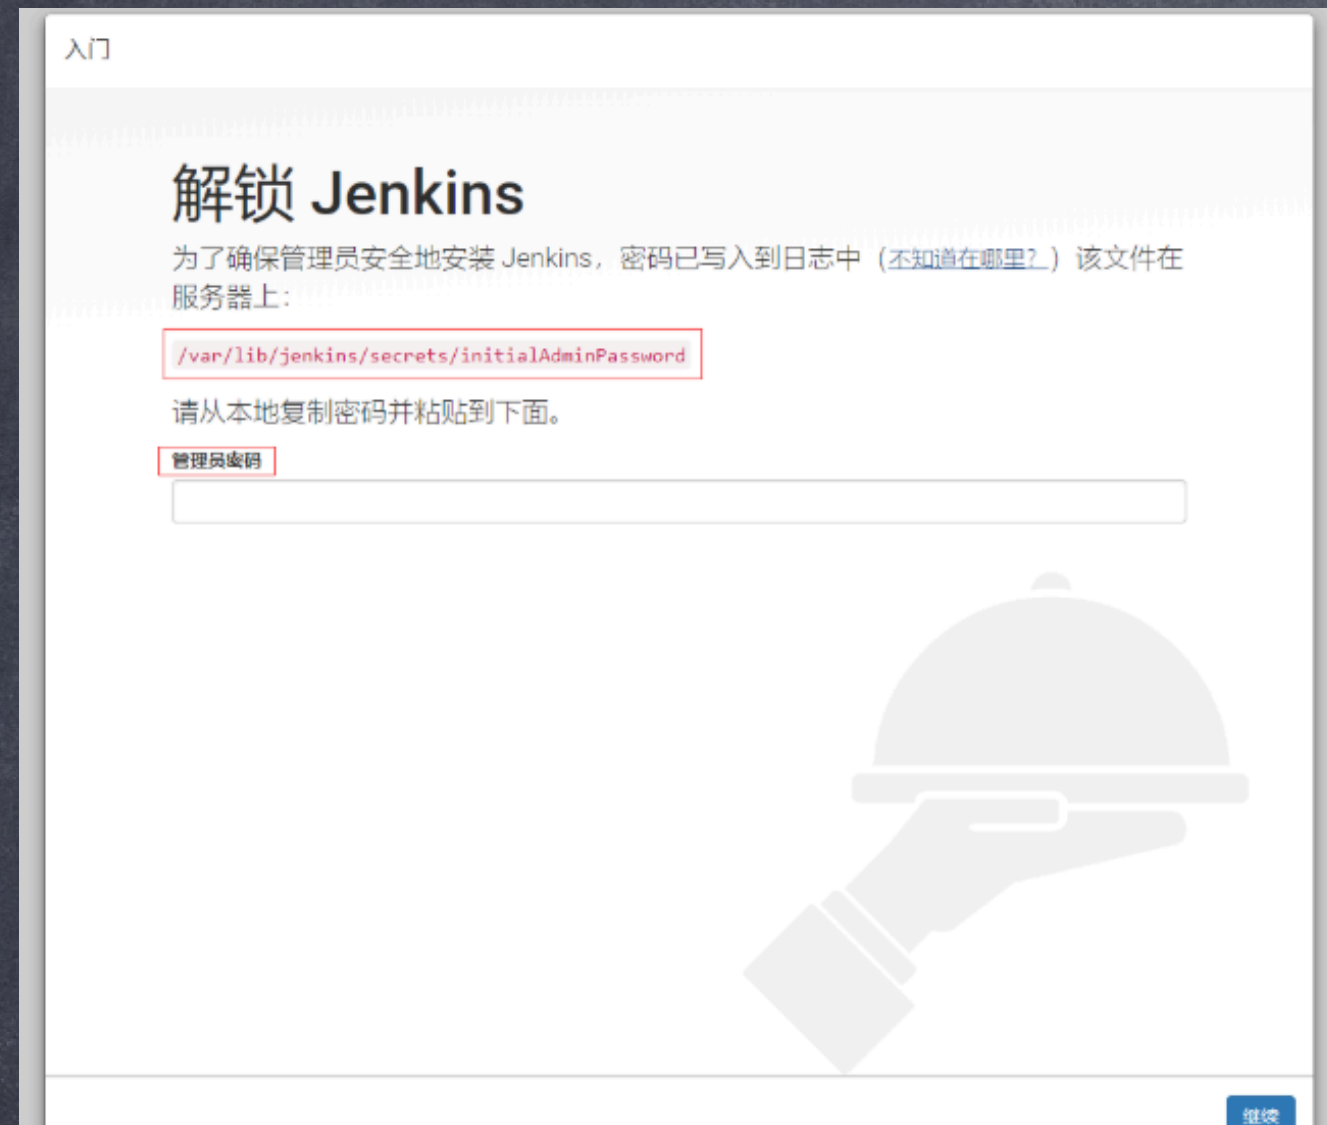 入门
解锁 Jenkins
为了确保管理员安全地安装 Jenkins，密码已写入到日志中（不知道在哪里？）该文件在
服务器上：
/var/lib/jenkins/secrets/initialAdminPassword
请从本地复制密码并粘贴到下面。
管理员密码
继续